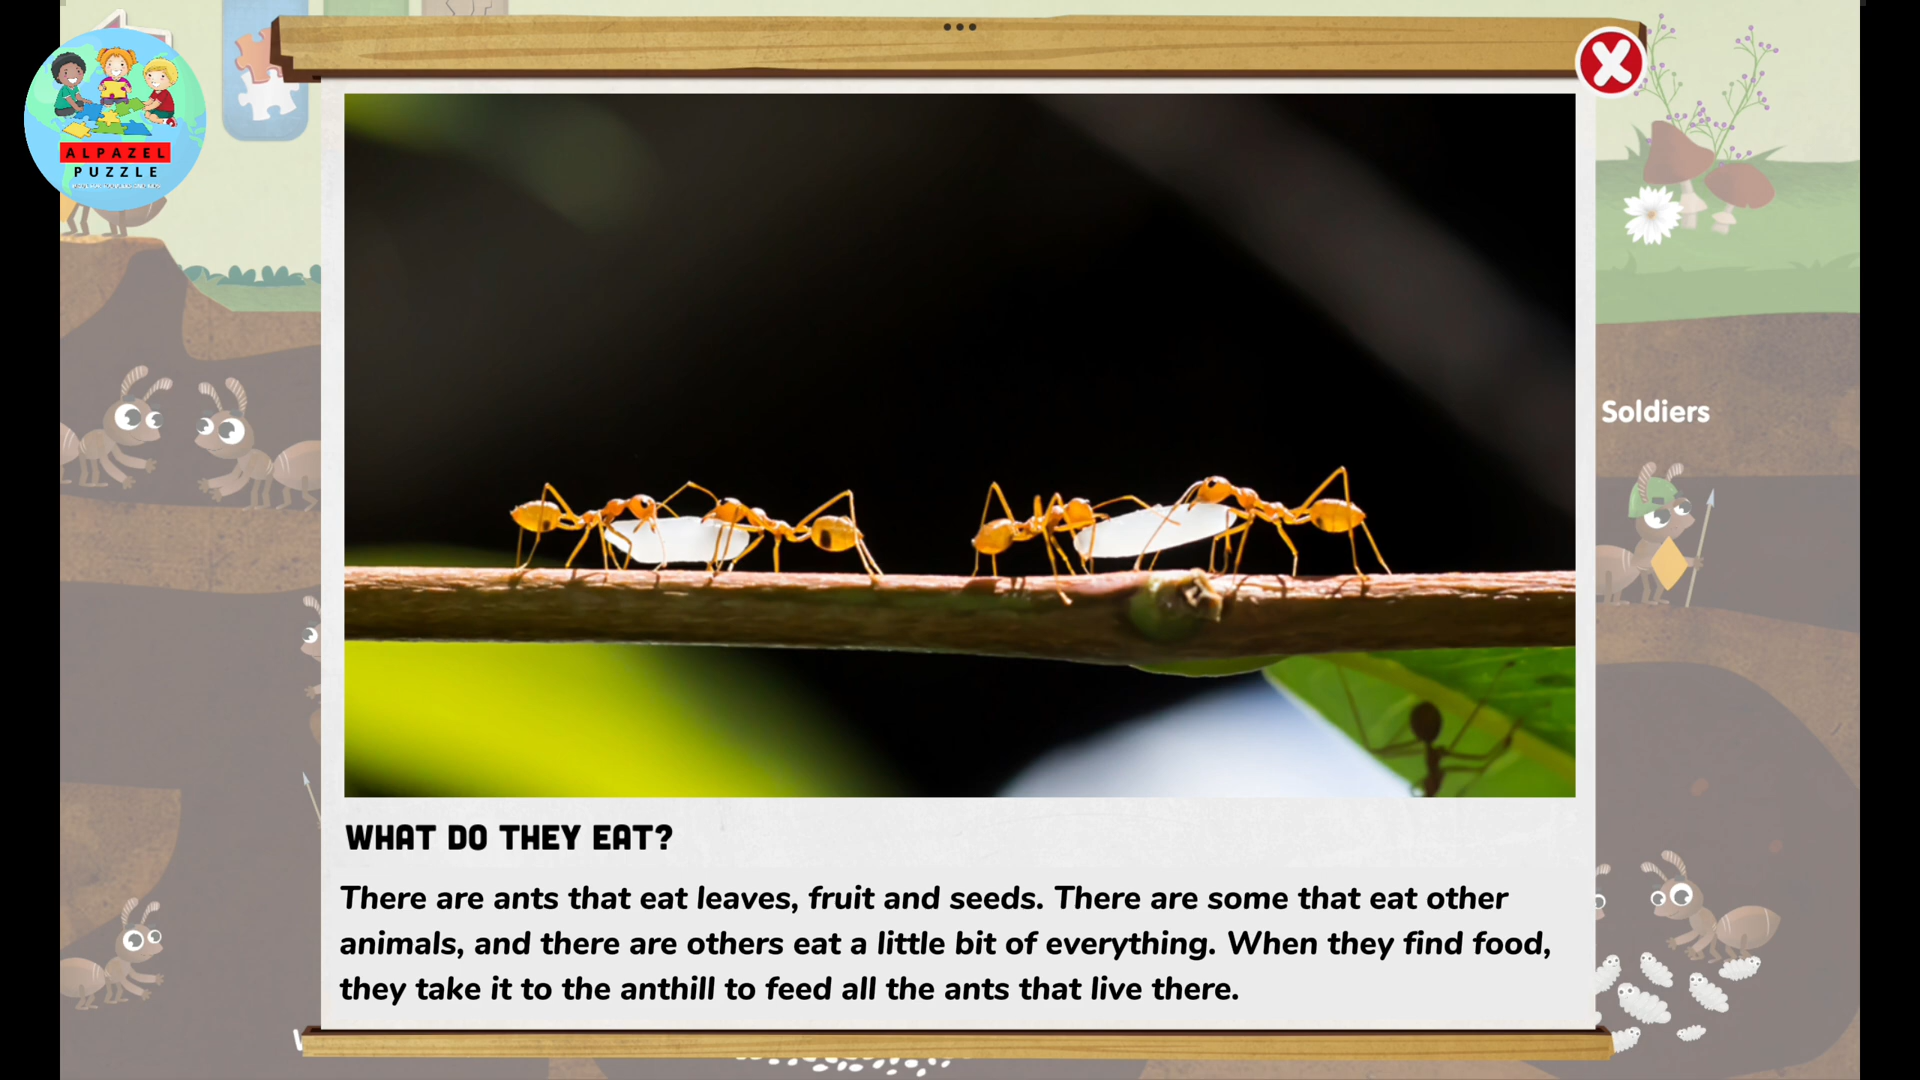 ALPAZEL
PUZZLE
Soldiers
WHAT DO THEY EAT?
There are ants that eat leaves, fruit and seeds. There are some that eat other
animals, and there are others eat a little bit of everything. When they find food,
they take it to the anthill to feed all the ants that live there.